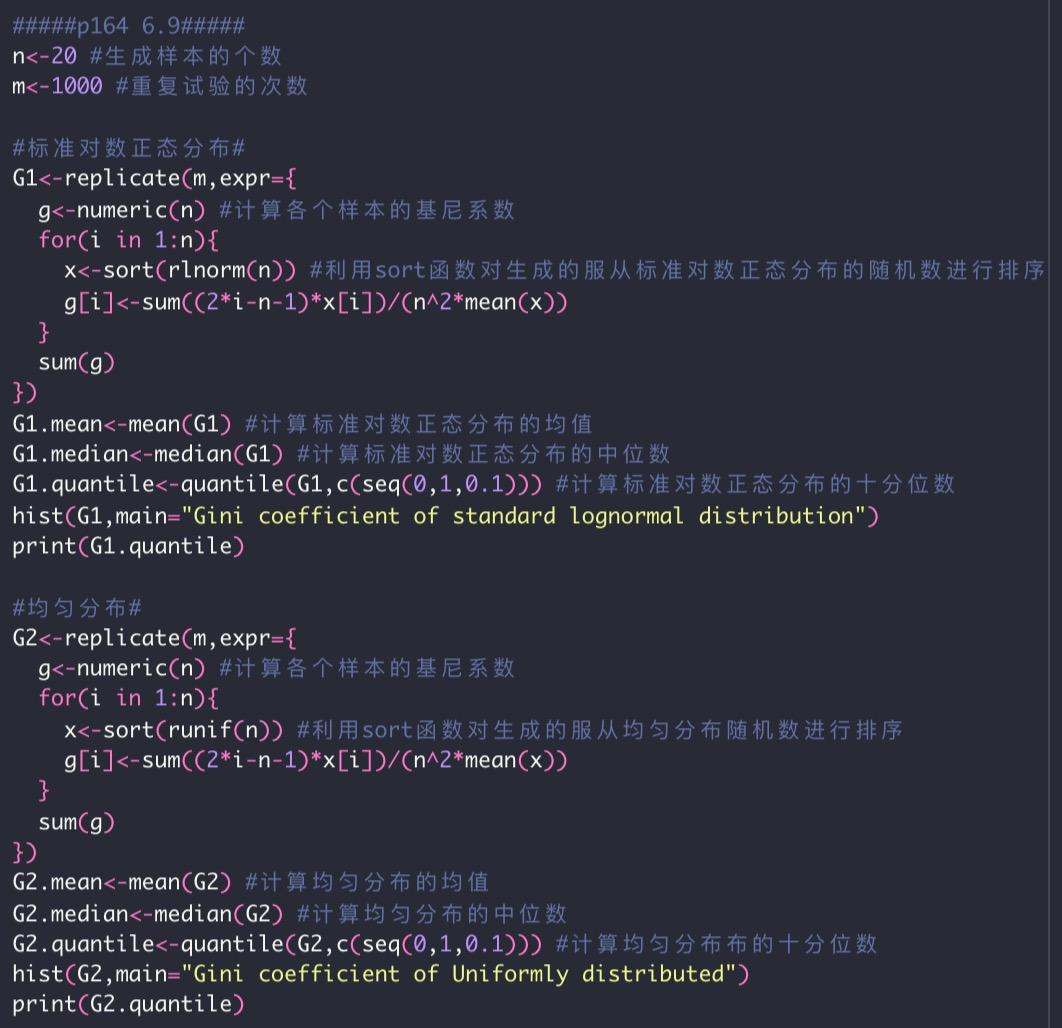 #####p164 6.9#####
n<-20 #生成样本的个数
m<-1000 #重复试验的次数
#标准对数正态分布#
G1<-replicate(m,expr={
  g<-numeric(n) #计算各个样本的基尼系数
  for(i in 1:n){
    x<-sort(rlnorm(n)) #利用sort函数对生成的服从标准对数正态分布的随机数进行排序
    g[i]<-sum((2*i-n-1)*x[i])/(n^2*mean(x))
  }
  sum(g)
})
G1.mean<-mean(G1) #计算标准对数正态分布的均值
G1.median<-median(G1) #计算标准对数正态分布的中位数
G1.quantile<-quantile(G1,c(seq(0,1,0.1))) #计算标准对数正态分布的十分位数
hist(G1,main="Gini coefficient of standard lognormal distribution")
print(G1.quantile)
#均匀分布#
G2<-replicate(m,expr={
  g<-numeric(n) #计算各个样本的基尼系数
  for(i in 1:n){
    x<-sort(runif(n)) #利用sort函数对生成的服从均匀分布随机数进行排序
    g[i]<-sum((2*i-n-1)*x[i])/(n^2*mean(x))
  }
  sum(g)
})
G2.mean<-mean(G2) #计算均匀分布的均值
G2.median<-median(G2) #计算均匀分布的中位数
G2.quantile<-quantile(G2,c(seq(0,1,0.1))) #计算均匀分布布的十分位数
hist(G2,main="Gini coefficient of Uniformly distributed")
print(G2.quantile)